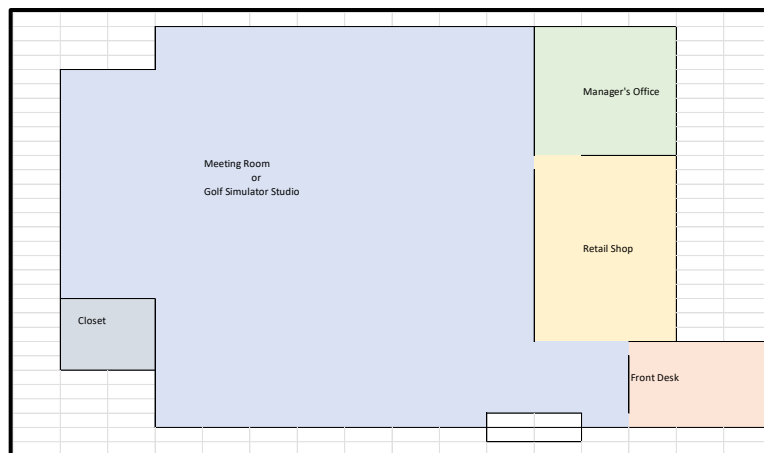 Manager's Office
Meeting Room
or
Golf Simulator Studio
Retail Shop
Closet
Front Desk